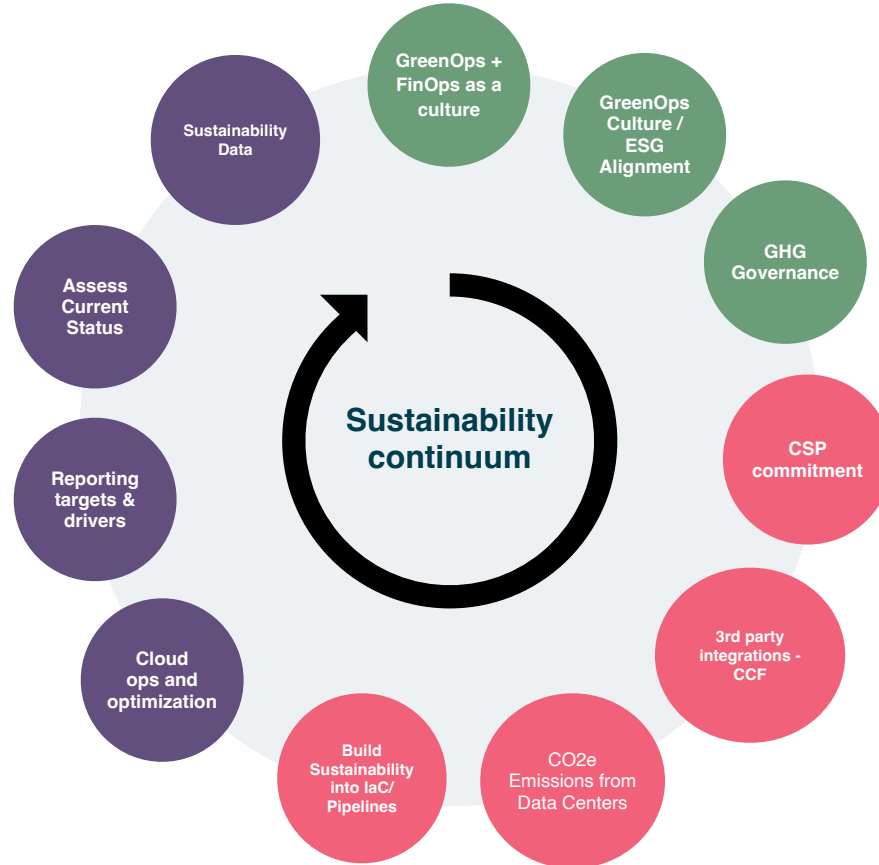 GreenOps +
FinOps as a
culture
GreenOps
Culture /
ESG
Alignment
GHG
Governance
CSP
commitment
3rd party
integrations -
CCF
CO2e
Emissions from
Data Centers
Build
Sustainability
into IaC/
Pipelines
Cloud
ops and
optimization
Reporting
targets &
drivers
Assess
Current
Status
Sustainability
Data
Sustainability
continuum